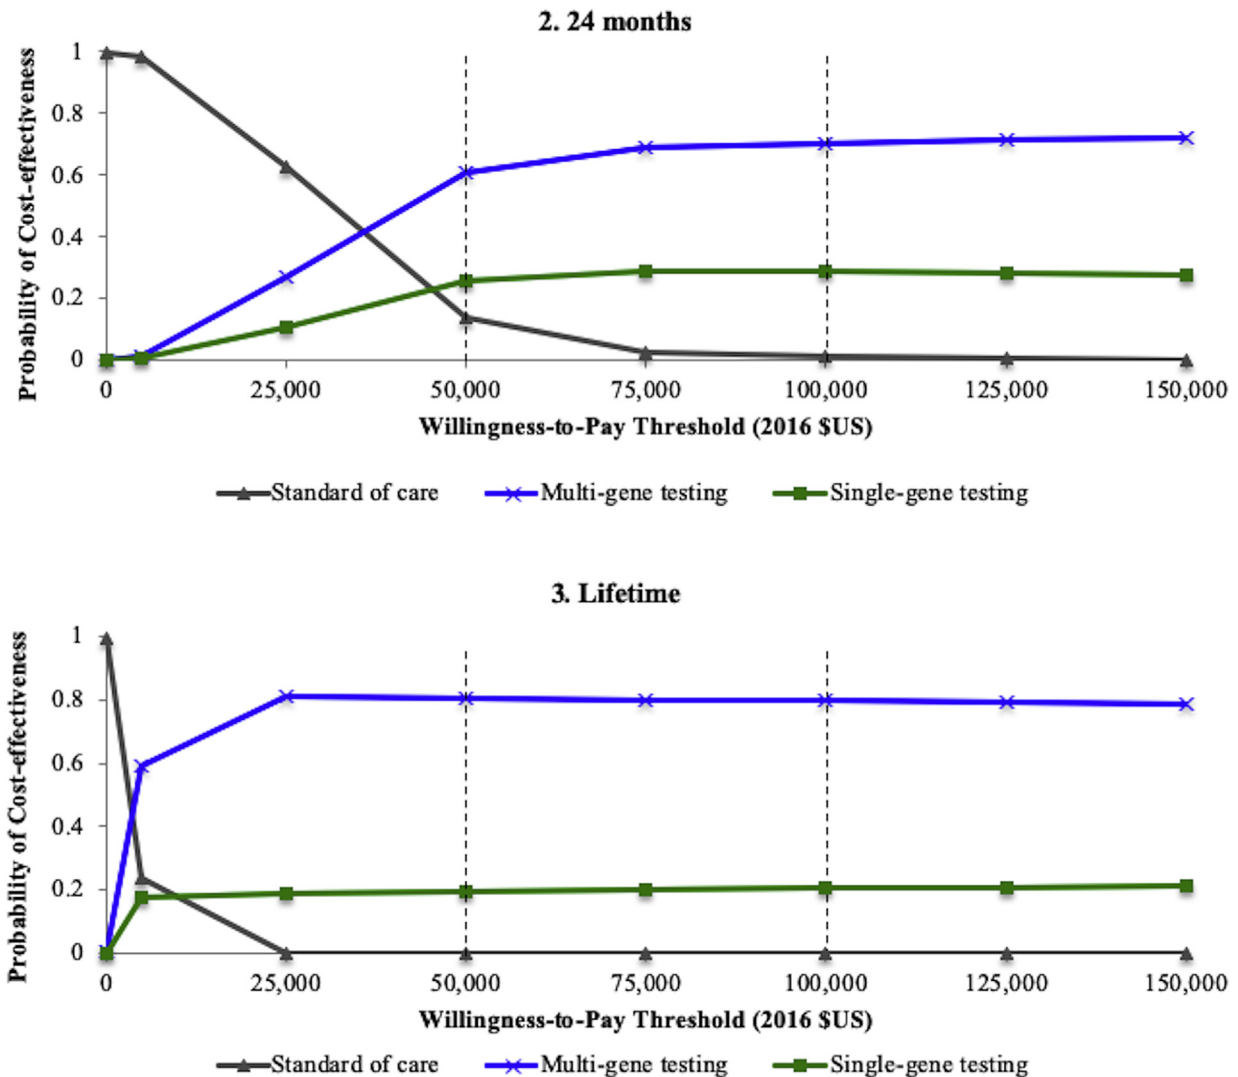 2. 24 months
Probability of Cost-effectiveness
1
0.8
0.6
0.4
0.2
0
0 25,000 50,000 75,000 100,000 125,000 150,000
Willingness-to-Pay Threshold (2016 $US)
Standard of care Multi-gene testing Single-gene testing
3. Lifetime
Probability of Cost-effectiveness
1
0.8
0.6
0.4
0.2
0
0 25,000 50,000 75,000 100,000 125,000 150,000
Willingness-to-Pay Threshold (2016 $US)
Standard of care Multi-gene testing Single-gene testing